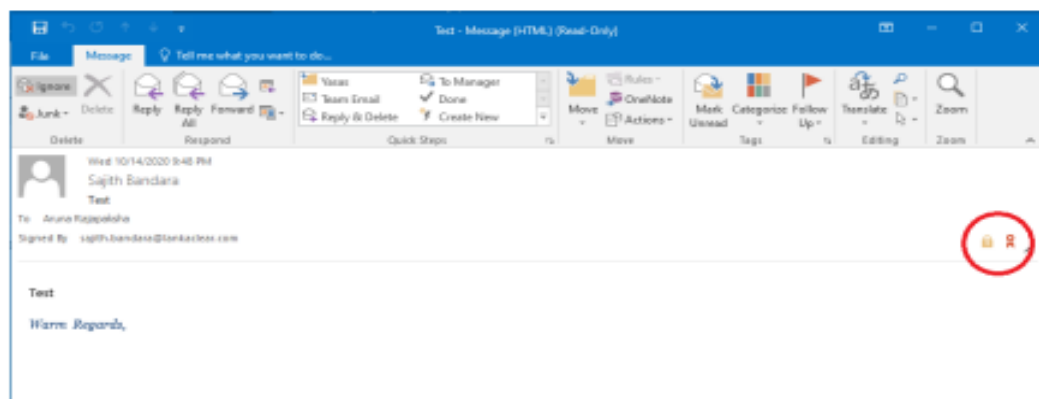 Test - Message (HTML) (Read-Only)
File Message Tell me what you want to do...
Ignore
Junk
Delete
Reply
Reply All
Forward
Yasas
Team Email
Reply & Delete
To Manager
Done
Create New
Move
Rules
OneNote
Actions
Mark Unread
Categorize
Follow Up
Translate
Zoom
Delete Respond Quick Steps Move Tags Editing Zoom
Wed 10/14/2020 9:48 PM
Sajith Bandara
Test
To Aruna Rajapaksha
Signed By sajith.bandara@lankaclear.com
Test
Warm Regards,